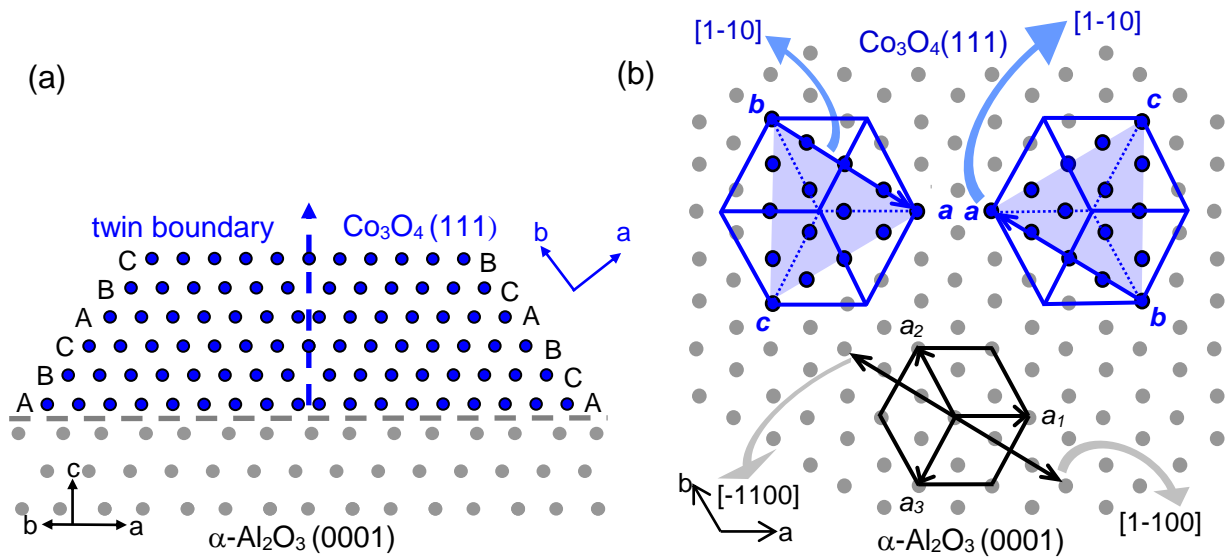 (a)
twin boundary
Co3O4 (111)
b
a
C
B
B
C
A
A
C
B
B
C
A
A
c
b
a
α-Al2O3 (0001)
(b)
[1-10]
Co3O4(111)
[1-10]
b
c
a
a
c
b
a2
a1
a3
b
[-1100]
a
[1-100]
α-Al2O3 (0001)